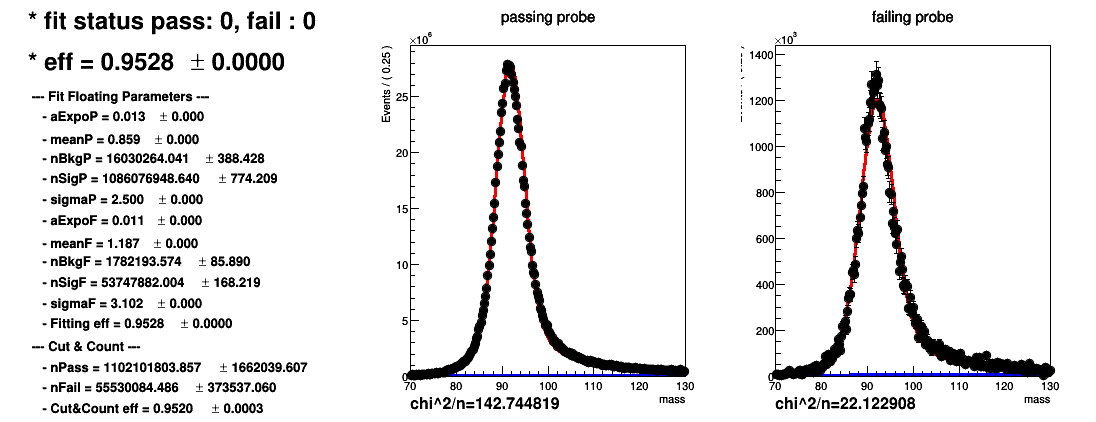 * fit status pass: 0, fail : 0
* eff = 0.9528 ± 0.0000
--- Fit Floating Parameters ---
- aExpoP = 0.013 ± 0.000
- meanP = 0.859 ± 0.000
- nBkgP = 16030264.041 ± 388.428
- nSigP = 1086076948.640 ± 774.209
- sigmaP = 2.500 ± 0.000
- aExpoF = 0.011 ± 0.000
- meanF = 1.187 ± 0.000
- nBkgF = 1782193.574 ± 85.890
- nSigF = 53747882.004 ± 168.219
- sigmaF = 3.102 ± 0.000
- Fitting eff = 0.9528 ± 0.0000
--- Cut & Count ---
- nPass = 1102101803.857 ± 1662039.607
- nFail = 55530084.486 ± 373537.060
- Cut&Count eff = 0.9520 ± 0.0003
passing probe
×10⁶
Events / ( 0.25 )
25
20
15
10
5
0
70 80 90 100 110 120 130
mass
chi^2/n=142.744819
failing probe
×10³
1400
1200
1000
800
600
400
200
0
70 80 90 100 110 120 130
mass
chi^2/n=22.122908